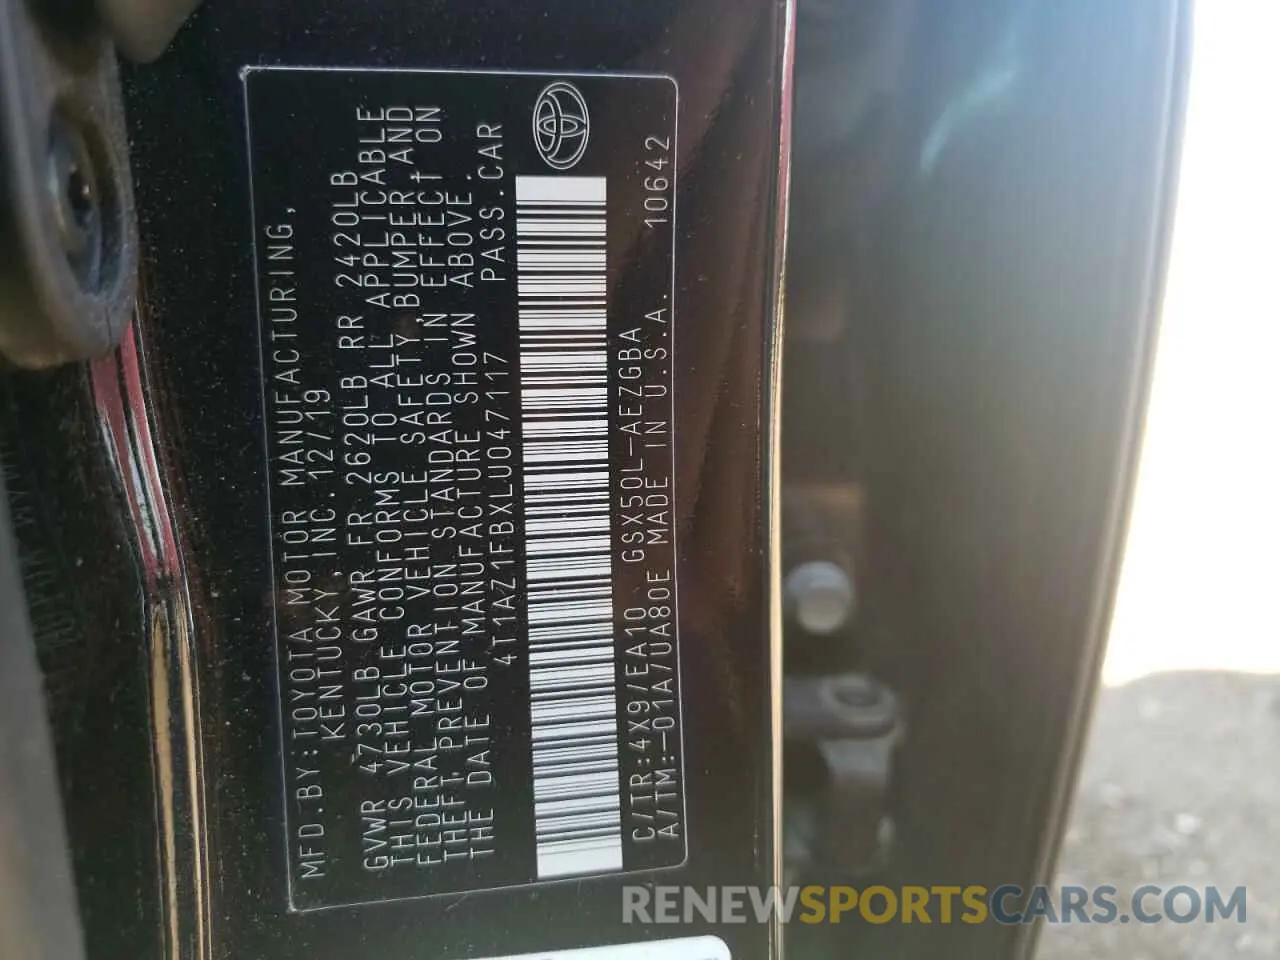 MFD.BY:TOYOTA MOTOR MANUFACTURING,
KENTUCKY, INC. 12/19
GVWR 4730LB GAWR FR 2620LB RR 2420LB
THIS VEHICLE CONFORMS TO ALL APPLICABLE
FEDERAL MOTOR VEHICLE SAFETY,BUMPER,AND
THEFT PREVENTION STANDARDS IN EFFECT ON
THE DATE OF MANUFACTURE SHOWN ABOVE.
4T1AZ1FBXLU047117 PASS.CAR
C/TR:4X9/EA10 GSX50L-AEZGBA
A/TM:-01A/UA80E MADE IN U.S.A. 10642
RENEWSPORTSCARS.COM